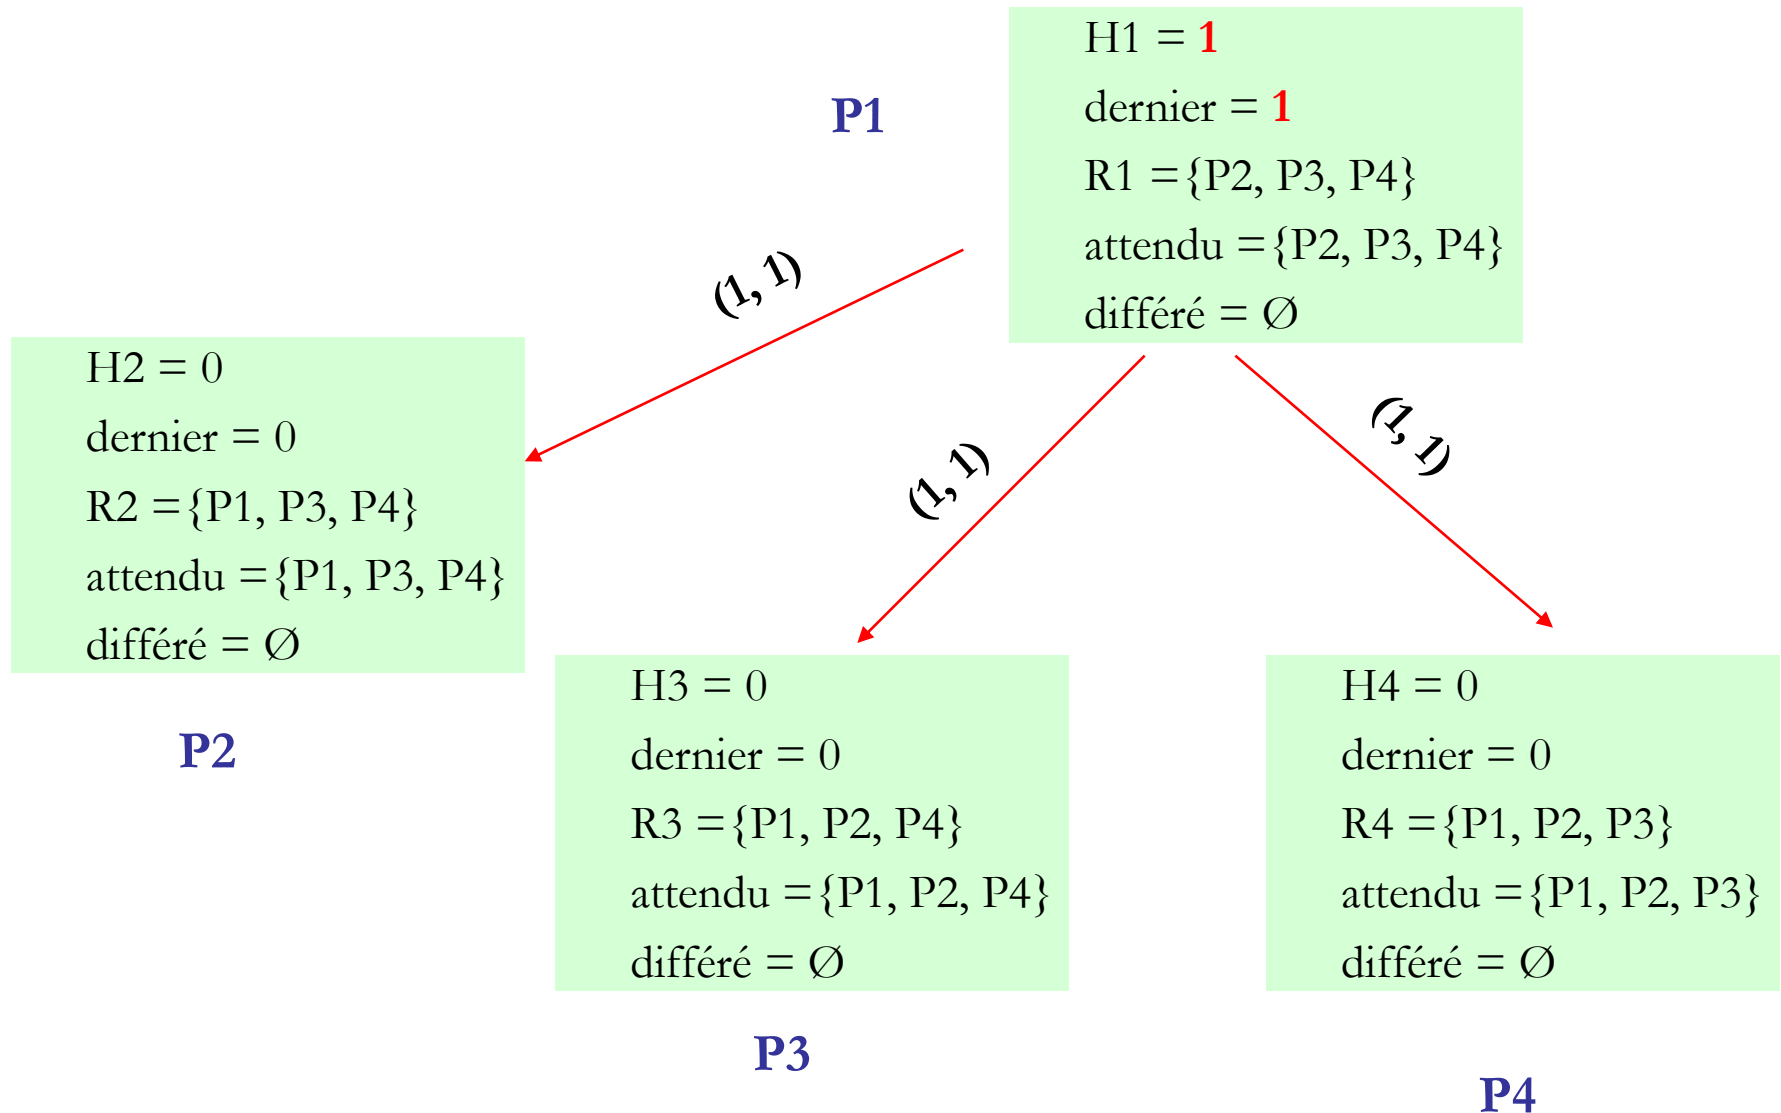 P1
H1 = 1
dernier = 1
R1 ={P2, P3, P4}
attendu ={P2, P3, P4}
différé = Ø
(1, 1)
(1, 1)
(1, 1)
H2 = 0
dernier = 0
R2 ={P1, P3, P4}
attendu ={P1, P3, P4}
différé = Ø
P2
H3 = 0
dernier = 0
R3 ={P1, P2, P4}
attendu ={P1, P2, P4}
différé = Ø
P3
H4 = 0
dernier = 0
R4 ={P1, P2, P3}
attendu ={P1, P2, P3}
différé = Ø
P4